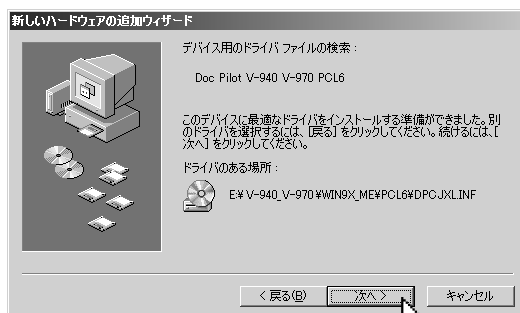 新しいハードウェアの追加ウィザード
デバイス用のドライバ ファイルの検索：
Doc Pilot V-940 V-970 PCL6
このデバイスに最適なドライバをインストールする準備ができました。別
のドライバを選択するには、[戻る] をクリックしてください。続けるには、[
次へ] をクリックしてください。
ドライバのある場所：
E:¥V-940_V-970¥WIN9X_ME¥PCL6¥DPCJXL.INF
< 戻る(B)
次へ >
キャンセル